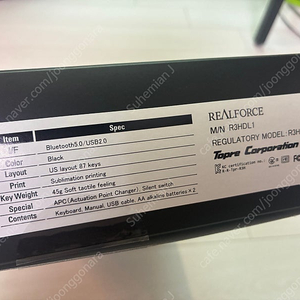 Item Spec
I/F Bluetooth5.0/USB2.0
Color Black
Layout US layout 87 keys
Print Sublimation printing
Key Weight 45g Soft tactile feeling
Special APC(Actuation Point Changer), Silent switch
Contents Keyboard, Manual, USB cable, AA alkaline batteries × 2
REALFORCE
M/N R3HDL1
REGULATORY MODEL:R3H
Topre Corporation